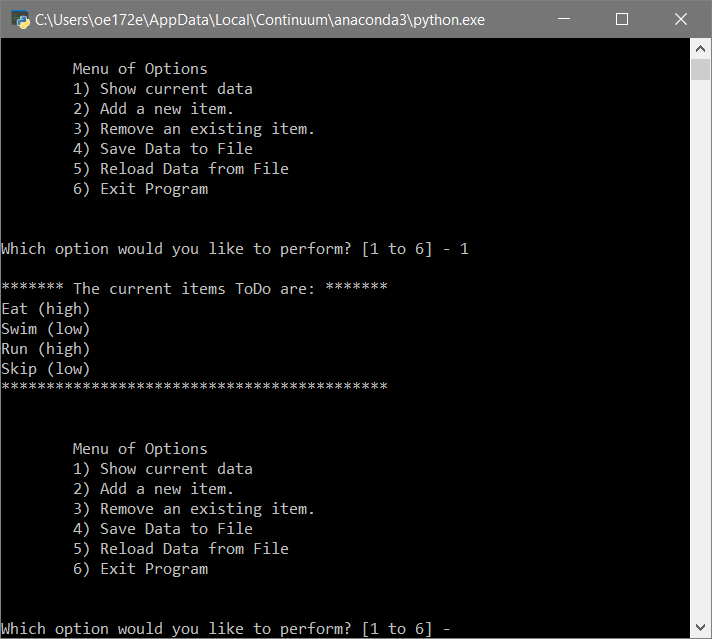 C:\Users\oe172e\AppData\Local\Continuum\anaconda3\python.exe
Menu of Options
1) Show current data
2) Add a new item.
3) Remove an existing item.
4) Save Data to File
5) Reload Data from File
6) Exit Program
Which option would you like to perform? [1 to 6] - 1
******* The current items ToDo are: *******
Eat (high)
Swim (low)
Run (high)
Skip (low)
*******************************************
Menu of Options
1) Show current data
2) Add a new item.
3) Remove an existing item.
4) Save Data to File
5) Reload Data from File
6) Exit Program
Which option would you like to perform? [1 to 6] -